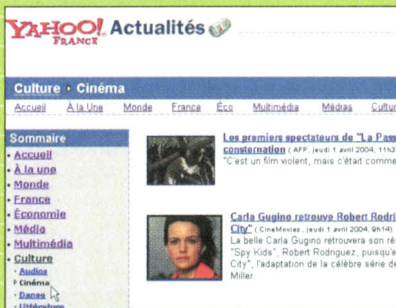 YAHOO! Actualités
FRANCE
Culture › Cinéma
Accueil À la Une Monde France Éco Multimédia Médias Cultur
Sommaire
Accueil
À la une
Monde
France
Économie
Média
Multimédia
Culture
Audios
Cinéma
Danse
Littérature
Les premiers spectateurs de "La Pass
consternation (AFP, jeudi 1 avril 2004, 11h3
"C'est un film violent, mais c'était comme
Carla Gugino retrouve Robert Rodri
City" (CineMovies, jeudi 1 avril 2004, 9h14)
La belle Carla Gugino retrouvera son ré
"Spy Kids", Robert Rodriguez, puisqu'e
City", l'adaptation de la célèbre série de
Miller.